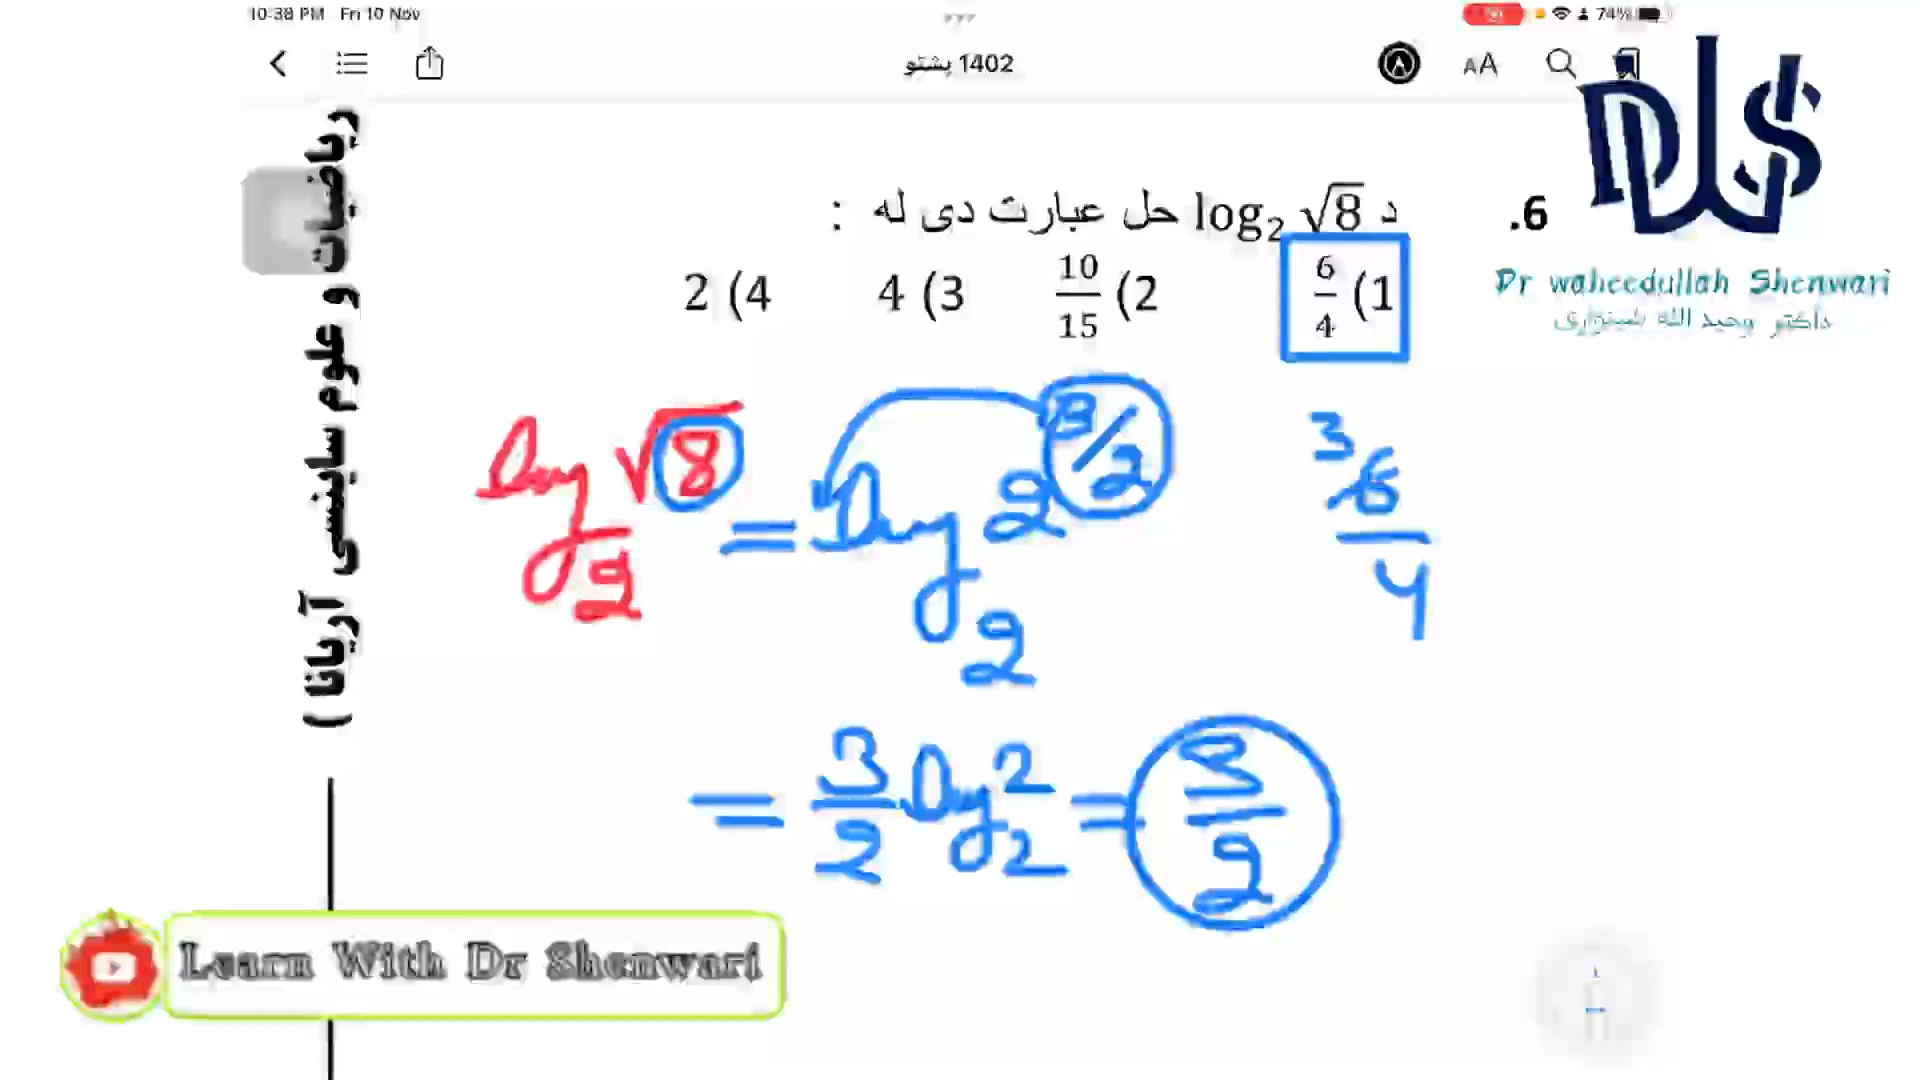 10:38 PM Fri 10 Nov
74%
1402 پشتو
AA
DWS
Dr waheedullah Shenwari
داکتر وحید الله شینواری
ریاضیات و علوم ساینسی آریانا )
6. د log₂ √8 حل عبارت دی له :
1) 6/4 2) 10/15 3) 4 4) 2
log₂ √8 = log₂ 2^3/2
3 6/4
= 3/2 log₂ 2 = 3/2
Learn With Dr Shenwari